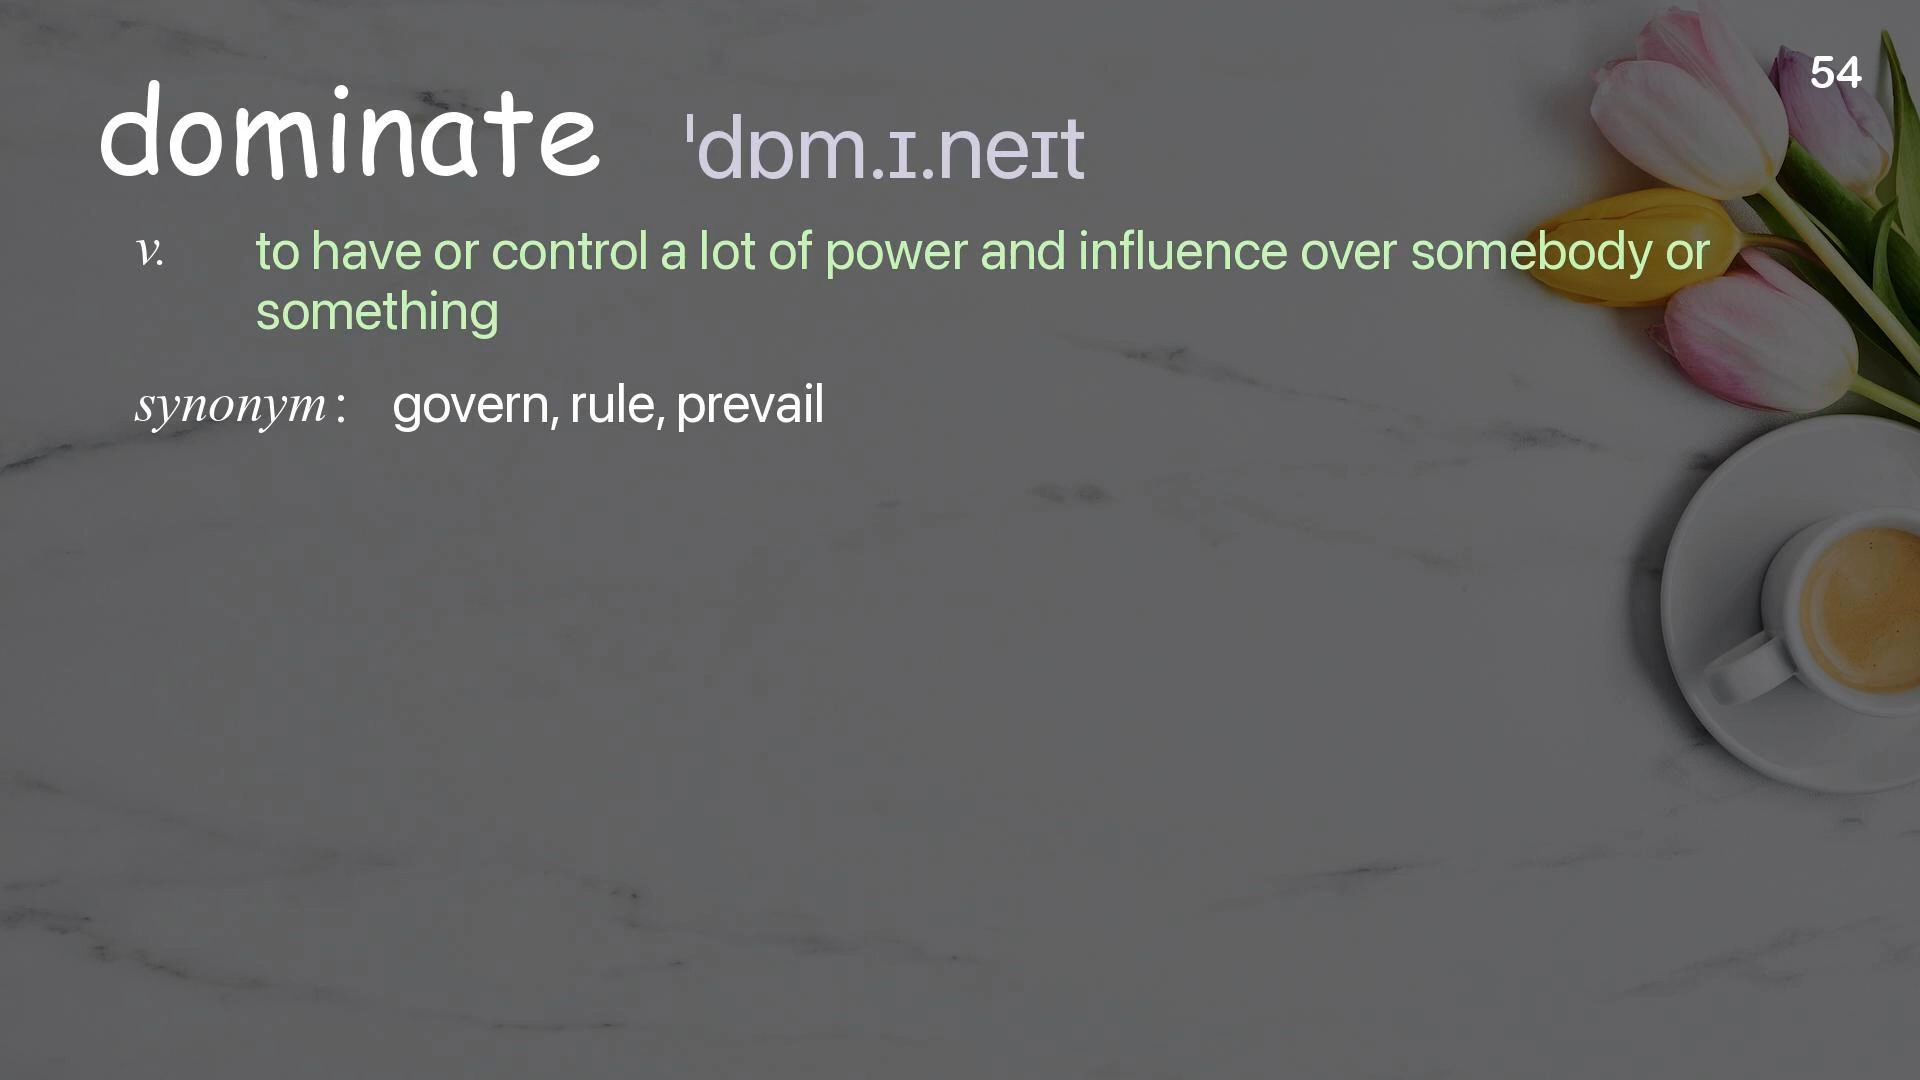 54
dominate ˈdɒm.ɪ.neɪt
v. to have or control a lot of power and influence over somebody or
something
synonym : govern, rule, prevail